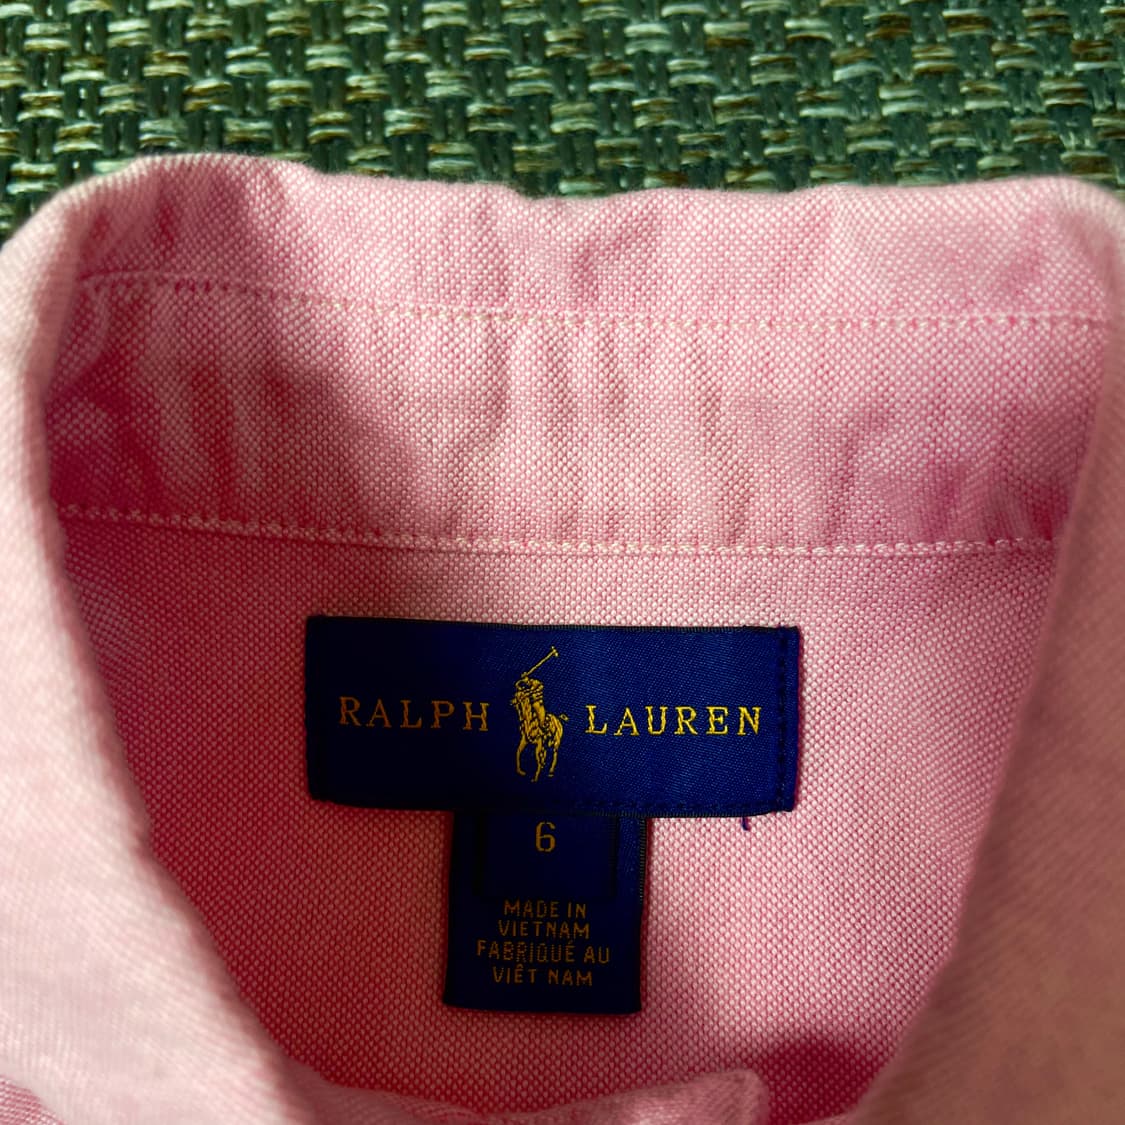 RALPH LAUREN
6
MADE IN
VIETNAM
FABRIQUÉ AU
VIÊT NAM